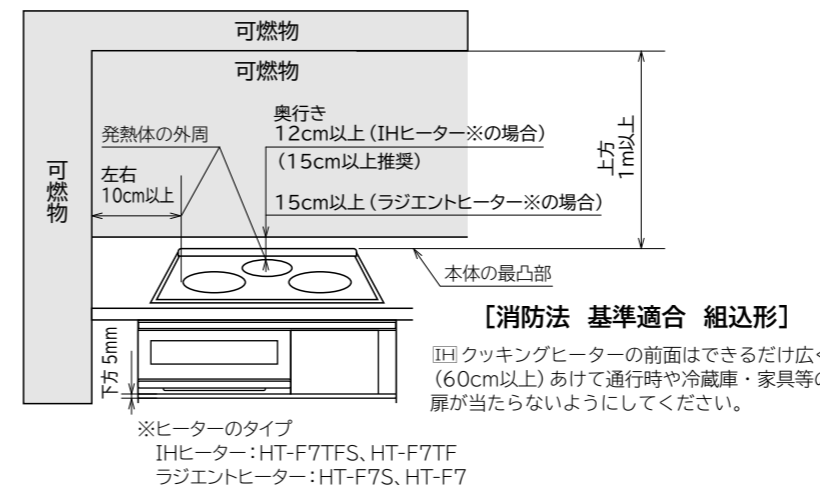 可燃物
可燃物
可燃物
発熱体の外周
奥行き
12cm以上(IHヒーター※の場合)
(15cm以上推奨)
15cm以上(ラジエントヒーター※の場合)
左右
10cm以上
上方
1m以上
本体の最凸部
下方 5mm
[消防法 基準適合 組込形]
IHクッキングヒーターの前面はできるだけ広く
(60cm以上)あけて通行時や冷蔵庫・家具等の
扉が当たらないようにしてください。
※ヒーターのタイプ
IHヒーター:HT-F7TFS、HT-F7TF
ラジエントヒーター:HT-F7S、HT-F7